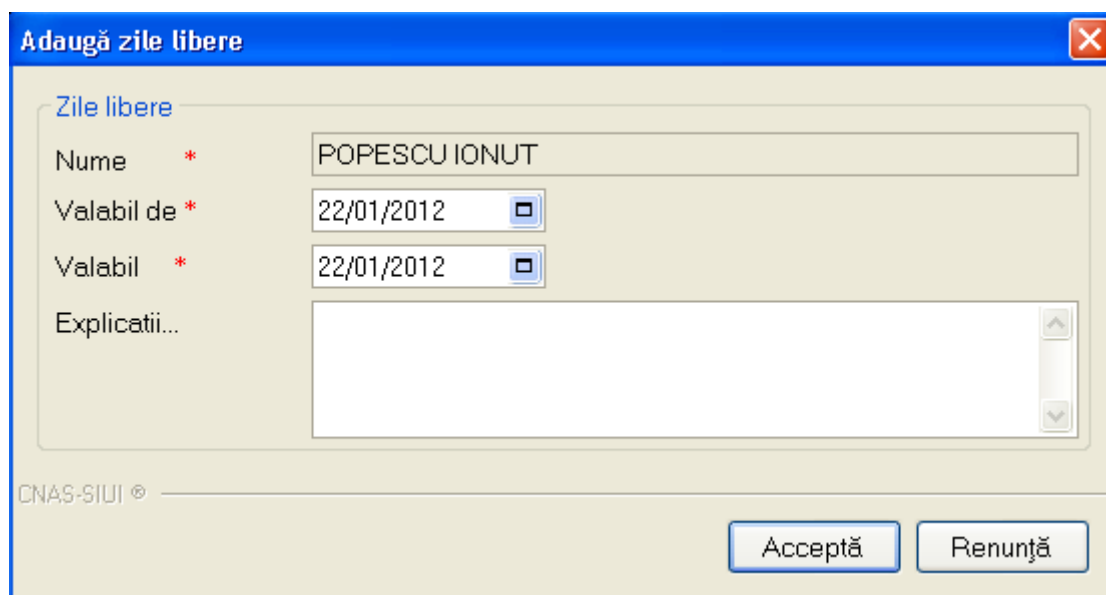 Adaugă zile libere
Zile libere
Nume * POPESCU IONUT
Valabil de * 22/01/2012
Valabil * 22/01/2012
Explicatii...
CNAS-SIUI ®
Acceptă Renunţă